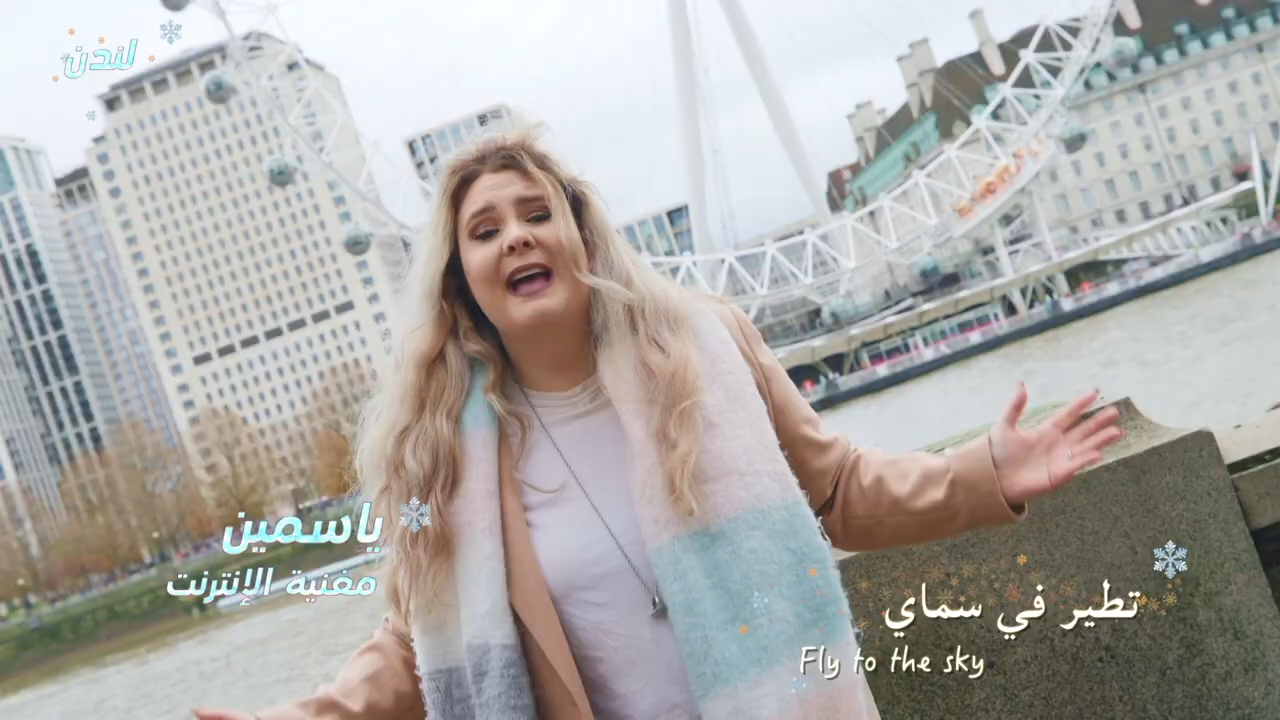 لندن
ياسمين
مغنية الإنترنت
تطير في سماي
Fly to the sky